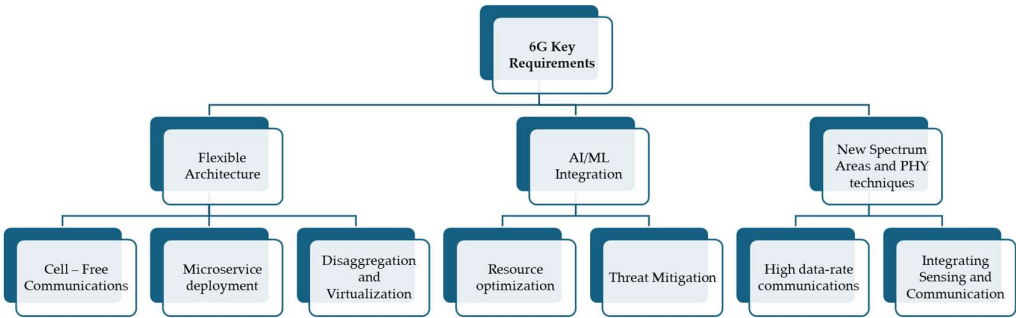 6G Key
Requirements
Flexible
Architecture
AI/ML
Integration
New Spectrum
Areas and PHY
techniques
Cell – Free
Communications
Microservice
deployment
Disaggregation
and
Virtualization
Resource
optimization
Threat Mitigation
High data-rate
communications
Integrating
Sensing and
Communication